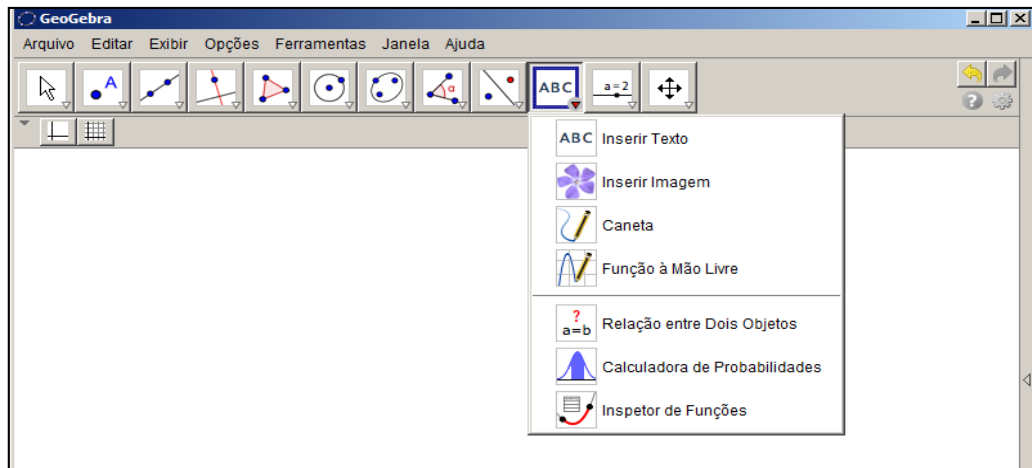 GeoGebra
Arquivo Editar Exibir Opções Ferramentas Janela Ajuda
A α ABC a=2
ABC Inserir Texto
Inserir Imagem
Caneta
Função à Mão Livre
? a=b Relação entre Dois Objetos
Calculadora de Probabilidades
Inspetor de Funções